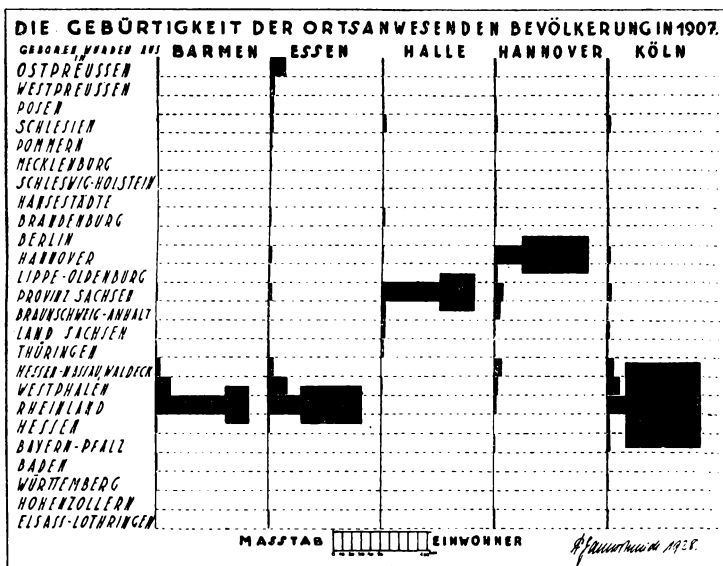 DIE GEBÜRTIGKEIT DER ORTSANWESENDEN BEVÖLKERUNG IN 1907.
GEBOREN WURDEN AUS
IN
BARMEN ESSEN HALLE HANNOVER KÖLN
OSTPREUSSEN
WESTPREUSSEN
POSEN
SCHLESIEN
POMMERN
MECKLENBURG
SCHLESWIG-HOLSTEIN
HANSESTÄDTE
BRANDENBURG
BERLIN
HANNOVER
LIPPE-OLDENBURG
PROVINZ SACHSEN
BRAUNSCHWEIG-ANHALT
LAND SACHSEN
THÜRINGEN
HESSEN-NASSAU, WALDECK
WESTPHALEN
RHEINLAND
HESSEN
BAYERN-PFALZ
BADEN
WÜRTTEMBERG
HOHENZOLLERN
ELSASS-LOTHRINGEN
MASSTAB EINWOHNER
1928.